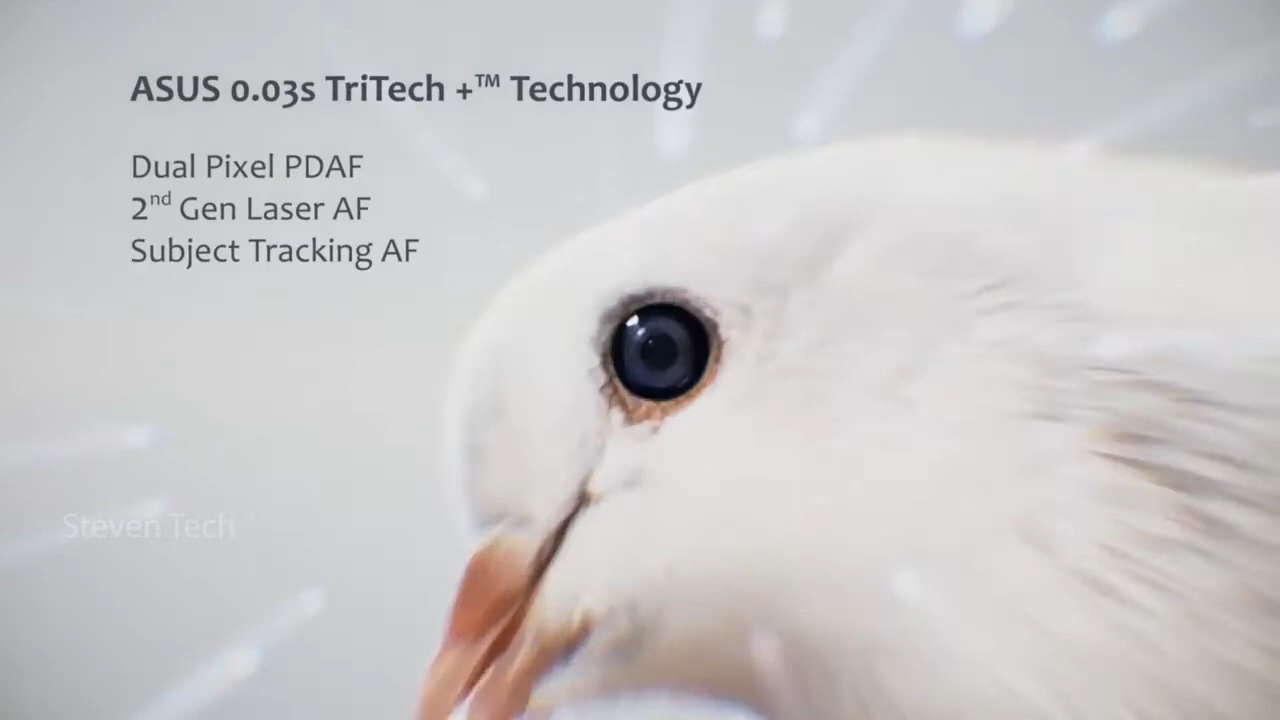 ASUS 0.03s TriTech +™ Technology
Dual Pixel PDAF
2nd Gen Laser AF
Subject Tracking AF
Steven Tech